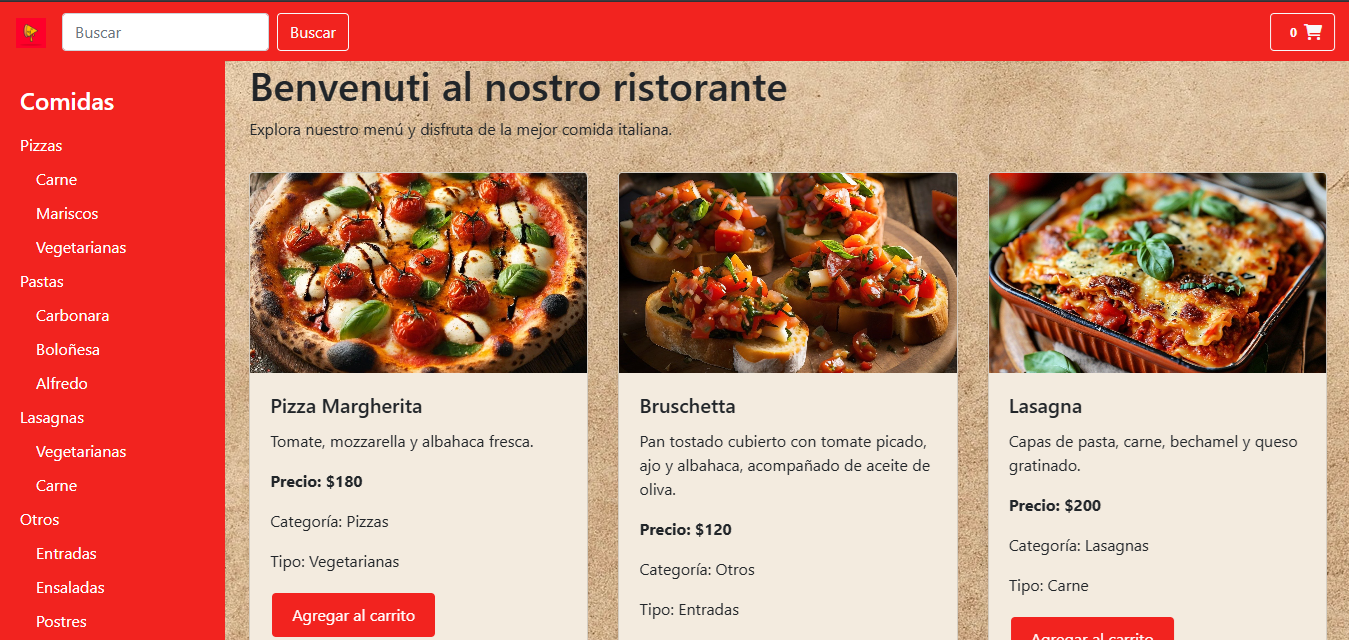 Buscar
Buscar
0
Comidas
Pizzas
Carne
Mariscos
Vegetarianas
Pastas
Carbonara
Boloñesa
Alfredo
Lasagnas
Vegetarianas
Carne
Otros
Entradas
Ensaladas
Postres
Benvenuti al nostro ristorante
Explora nuestro menú y disfruta de la mejor comida italiana.
Pizza Margherita
Tomate, mozzarella y albahaca fresca.
Precio: $180
Categoría: Pizzas
Tipo: Vegetarianas
Agregar al carrito
Bruschetta
Pan tostado cubierto con tomate picado,
ajo y albahaca, acompañado de aceite de
oliva.
Precio: $120
Categoría: Otros
Tipo: Entradas
Lasagna
Capas de pasta, carne, bechamel y queso
gratinado.
Precio: $200
Categoría: Lasagnas
Tipo: Carne
Agregar al carrito